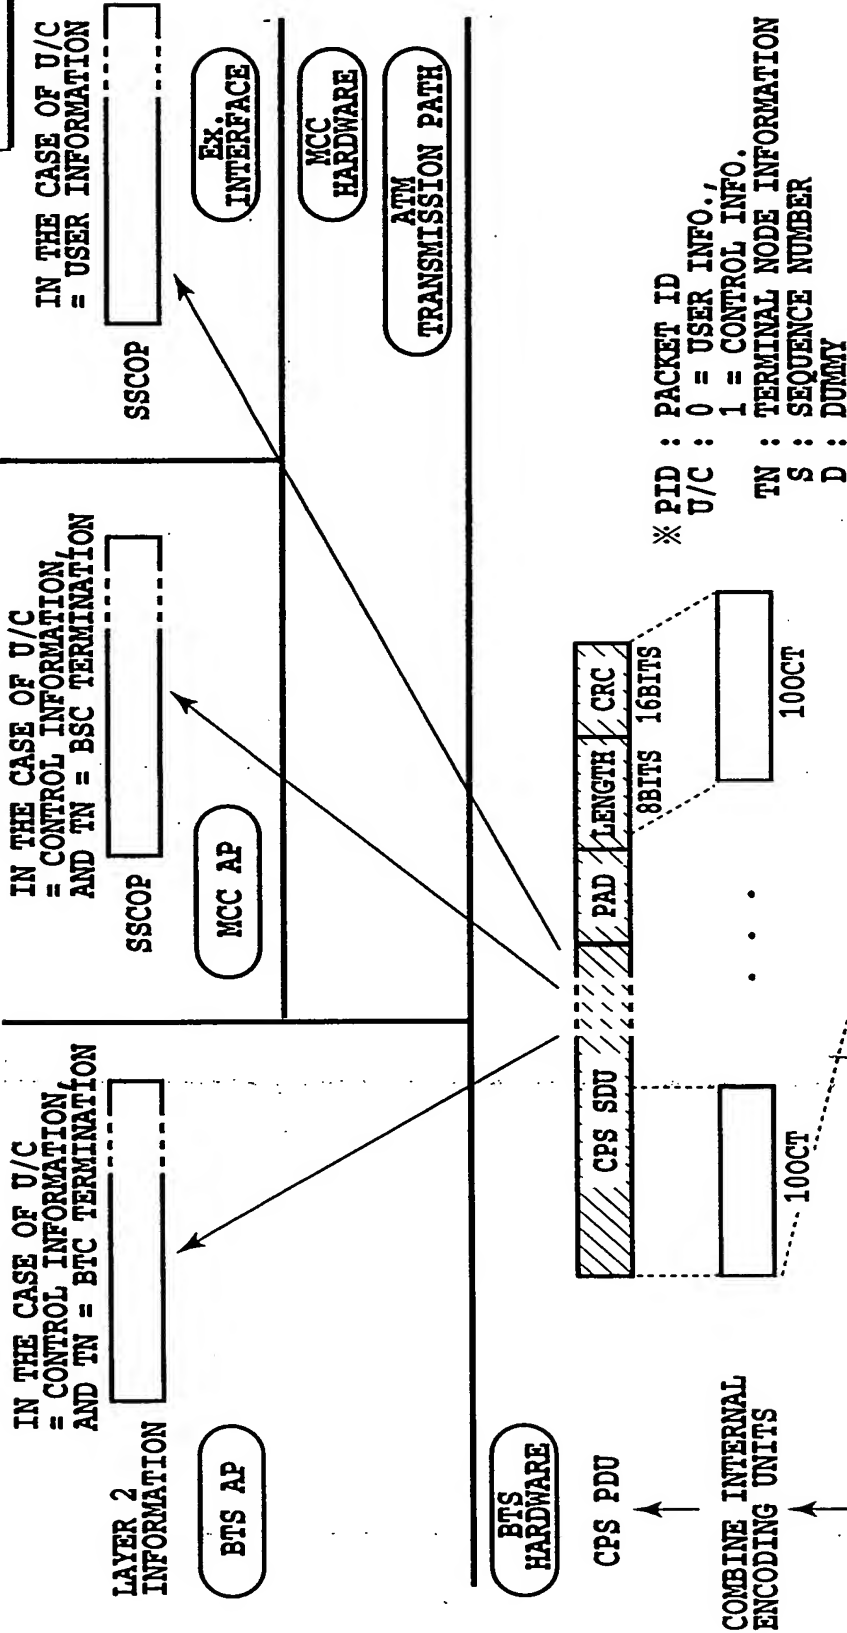 IN THE CASE OF U/C
= CONTROL INFORMATION,
AND TN = BTC TERMINATION
LAYER 2
INFORMATION
BTS AP
IN THE CASE OF U/C
= CONTROL INFORMATION,
AND TN = BSC TERMINATION
SSCOP
MCC AP
IN THE CASE OF U/C
= USER INFORMATION
SSCOP
Ex.
INTERFACE
MCC
HARDWARE
ATM
TRANSMISSION PATH
BTS
HARDWARE
CPS PDU
CPS SDU
PAD
LENGTH
CRC
8BITS
16BITS
COMBINE INTERNAL
ENCODING UNITS
10OCT
. . .
10OCT
※ PID : PACKET ID
U/C : 0 = USER INFO.,
1 = CONTROL INFO.
TN : TERMINAL NODE INFORMATION
S : SEQUENCE NUMBER
D : DUMMY